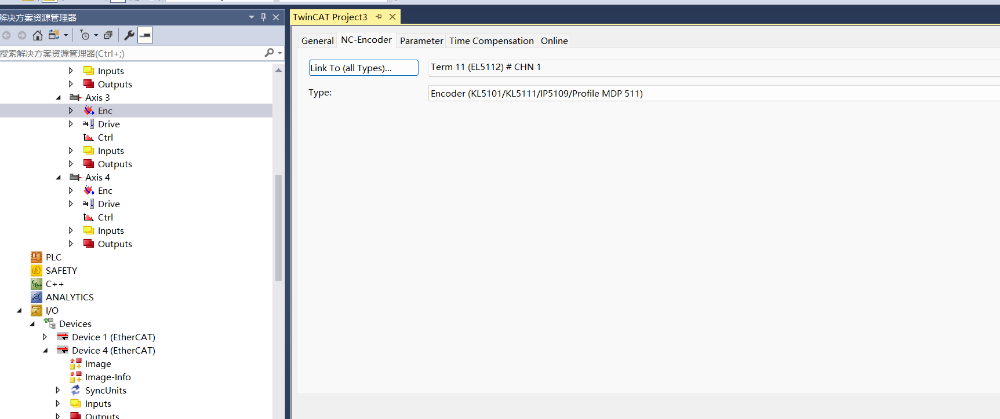 解决方案资源管理器
搜索解决方案资源管理器(Ctrl+;)
Inputs
Outputs
Axis 3
Enc
Drive
Ctrl
Inputs
Outputs
Axis 4
Enc
Drive
Ctrl
Inputs
Outputs
PLC
SAFETY
C++
ANALYTICS
I/O
Devices
Device 1 (EtherCAT)
Device 4 (EtherCAT)
Image
Image-Info
SyncUnits
Inputs
Outputs
TwinCAT Project3
General NC-Encoder Parameter Time Compensation Online
Link To (all Types)... Term 11 (EL5112) # CHN 1
Type: Encoder (KL5101/KL5111/IP5109/Profile MDP 511)